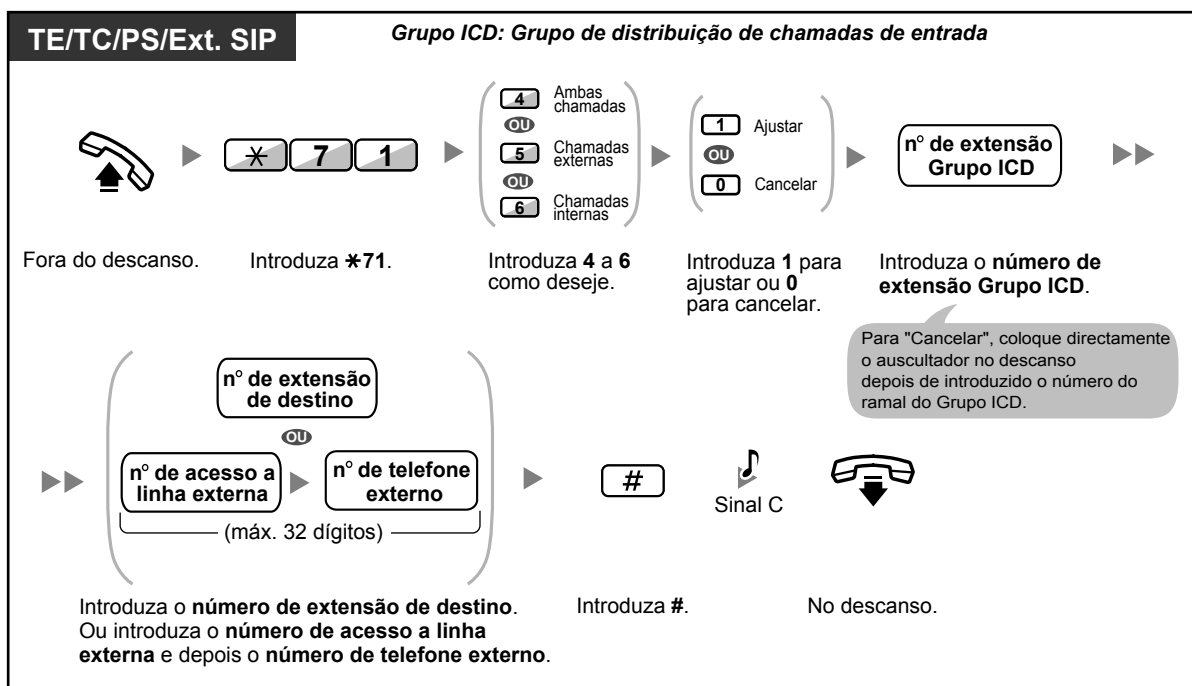 TE/TC/PS/Ext. SIP
Grupo ICD: Grupo de distribuição de chamadas de entrada
* 7 1
4 Ambas
chamadas
OU
5 Chamadas
externas
OU
6 Chamadas
internas
1 Ajustar
OU
0 Cancelar
n° de extensão
Grupo ICD
Fora do descanso.
Introduza *71.
Introduza 4 a 6
como deseje.
Introduza 1 para
ajustar ou 0
para cancelar.
Introduza o número de
extensão Grupo ICD.
Para "Cancelar", coloque directamente
o auscultador no descanso
depois de introduzido o número do
ramal do Grupo ICD.
n° de extensão
de destino
OU
n° de acesso a
linha externa
n° de telefone
externo
(máx. 32 dígitos)
#
Sinal C
Introduza o número de extensão de destino.
Ou introduza o número de acesso a linha
externa e depois o número de telefone externo.
Introduza #.
No descanso.